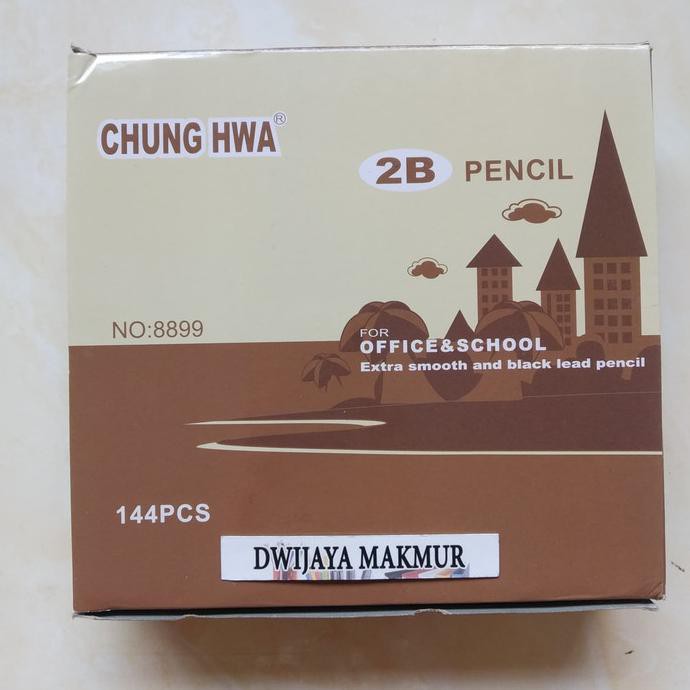 CHUNG HWA®
2B PENCIL
NO:8899
FOR
OFFICE&SCHOOL
Extra smooth and black lead pencil
144PCS
DWIJAYA MAKMUR